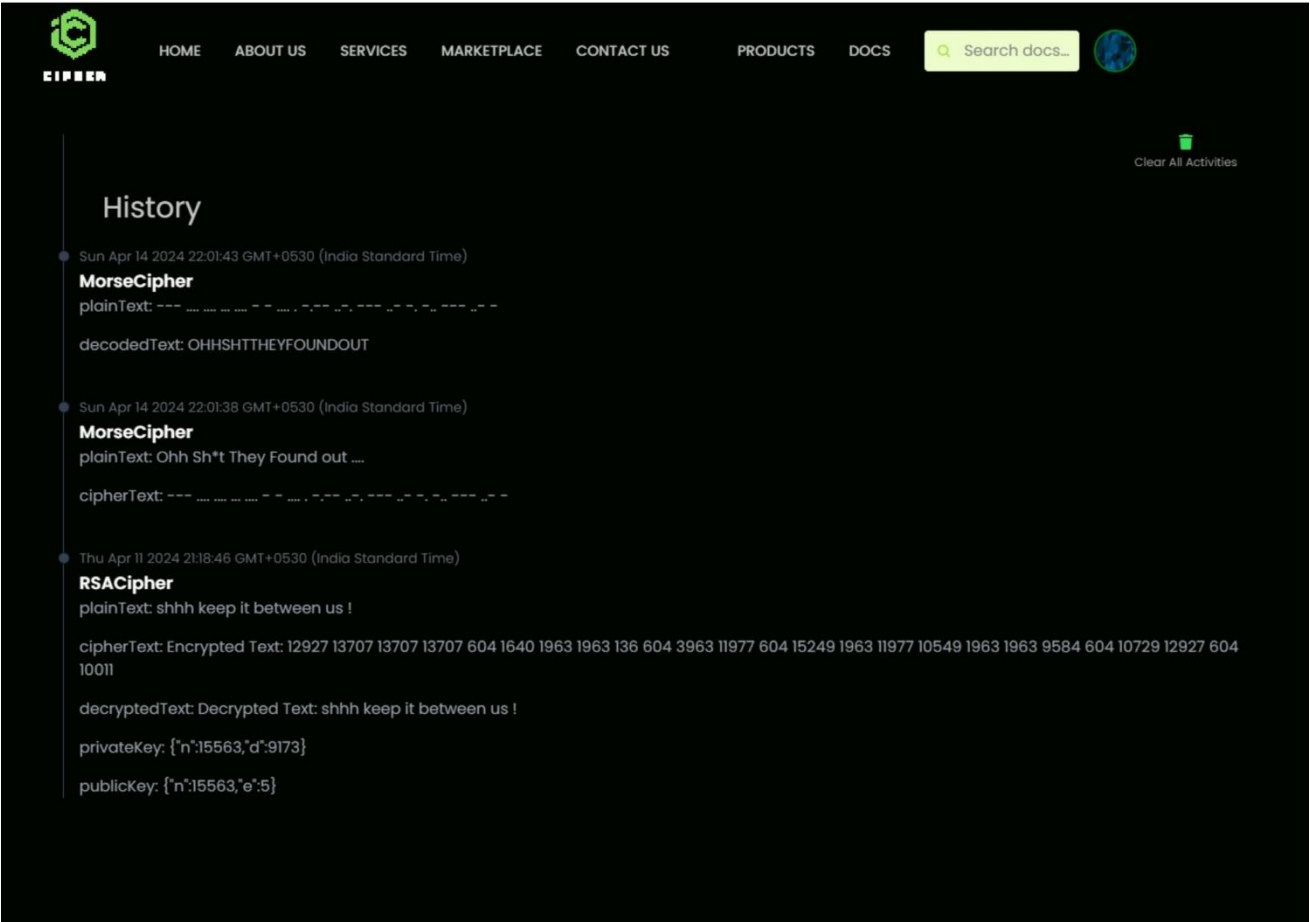 CIPHER
HOME ABOUT US SERVICES MARKETPLACE CONTACT US PRODUCTS DOCS Search docs...
Clear All Activities
History
Sun Apr 14 2024 22:01:43 GMT+0530 (India Standard Time)
MorseCipher
plainText: --- .... .... ... .... - - .... . -.-- ..-. --- ..- -. -.. --- ..- -
decodedText: OHHSHTTHEYFOUNDOUT
Sun Apr 14 2024 22:01:38 GMT+0530 (India Standard Time)
MorseCipher
plainText: Ohh Sh*t They Found out ....
cipherText: --- .... .... ... .... - - .... . -.-- ..-. --- ..- -. -.. --- ..- -
Thu Apr 11 2024 21:18:46 GMT+0530 (India Standard Time)
RSACipher
plainText: shhh keep it between us !
cipherText: Encrypted Text: 12927 13707 13707 13707 604 1640 1963 1963 136 604 3963 11977 604 15249 1963 11977 10549 1963 1963 9584 604 10729 12927 604
10011
decryptedText: Decrypted Text: shhh keep it between us !
privateKey: {"n":15563,"d":9173}
publicKey: {"n":15563,"e":5}